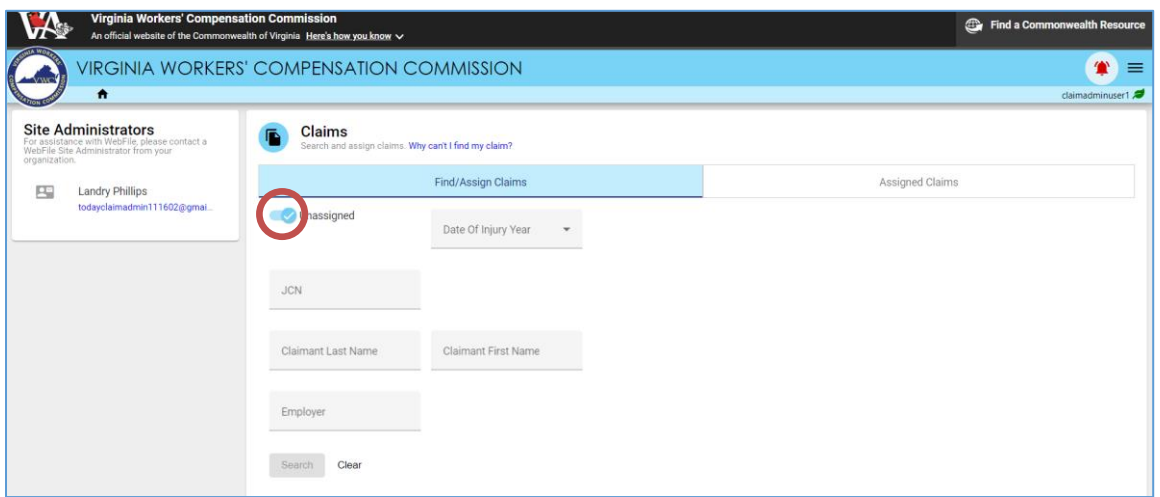 Virginia Workers' Compensation Commission
An official website of the Commonwealth of Virginia Here's how you know
Find a Commonwealth Resource
VIRGINIA WORKERS' COMPENSATION COMMISSION
claimadminuser1
Site Administrators
For assistance with WebFile, please contact a
WebFile Site Administrator from your
organization.
Landry Phillips
todayclaimadmin111602@gmai...
Claims
Search and assign claims. Why can't I find my claim?
Find/Assign Claims
Assigned Claims
Unassigned
Date Of Injury Year
JCN
Claimant Last Name
Claimant First Name
Employer
Search
Clear